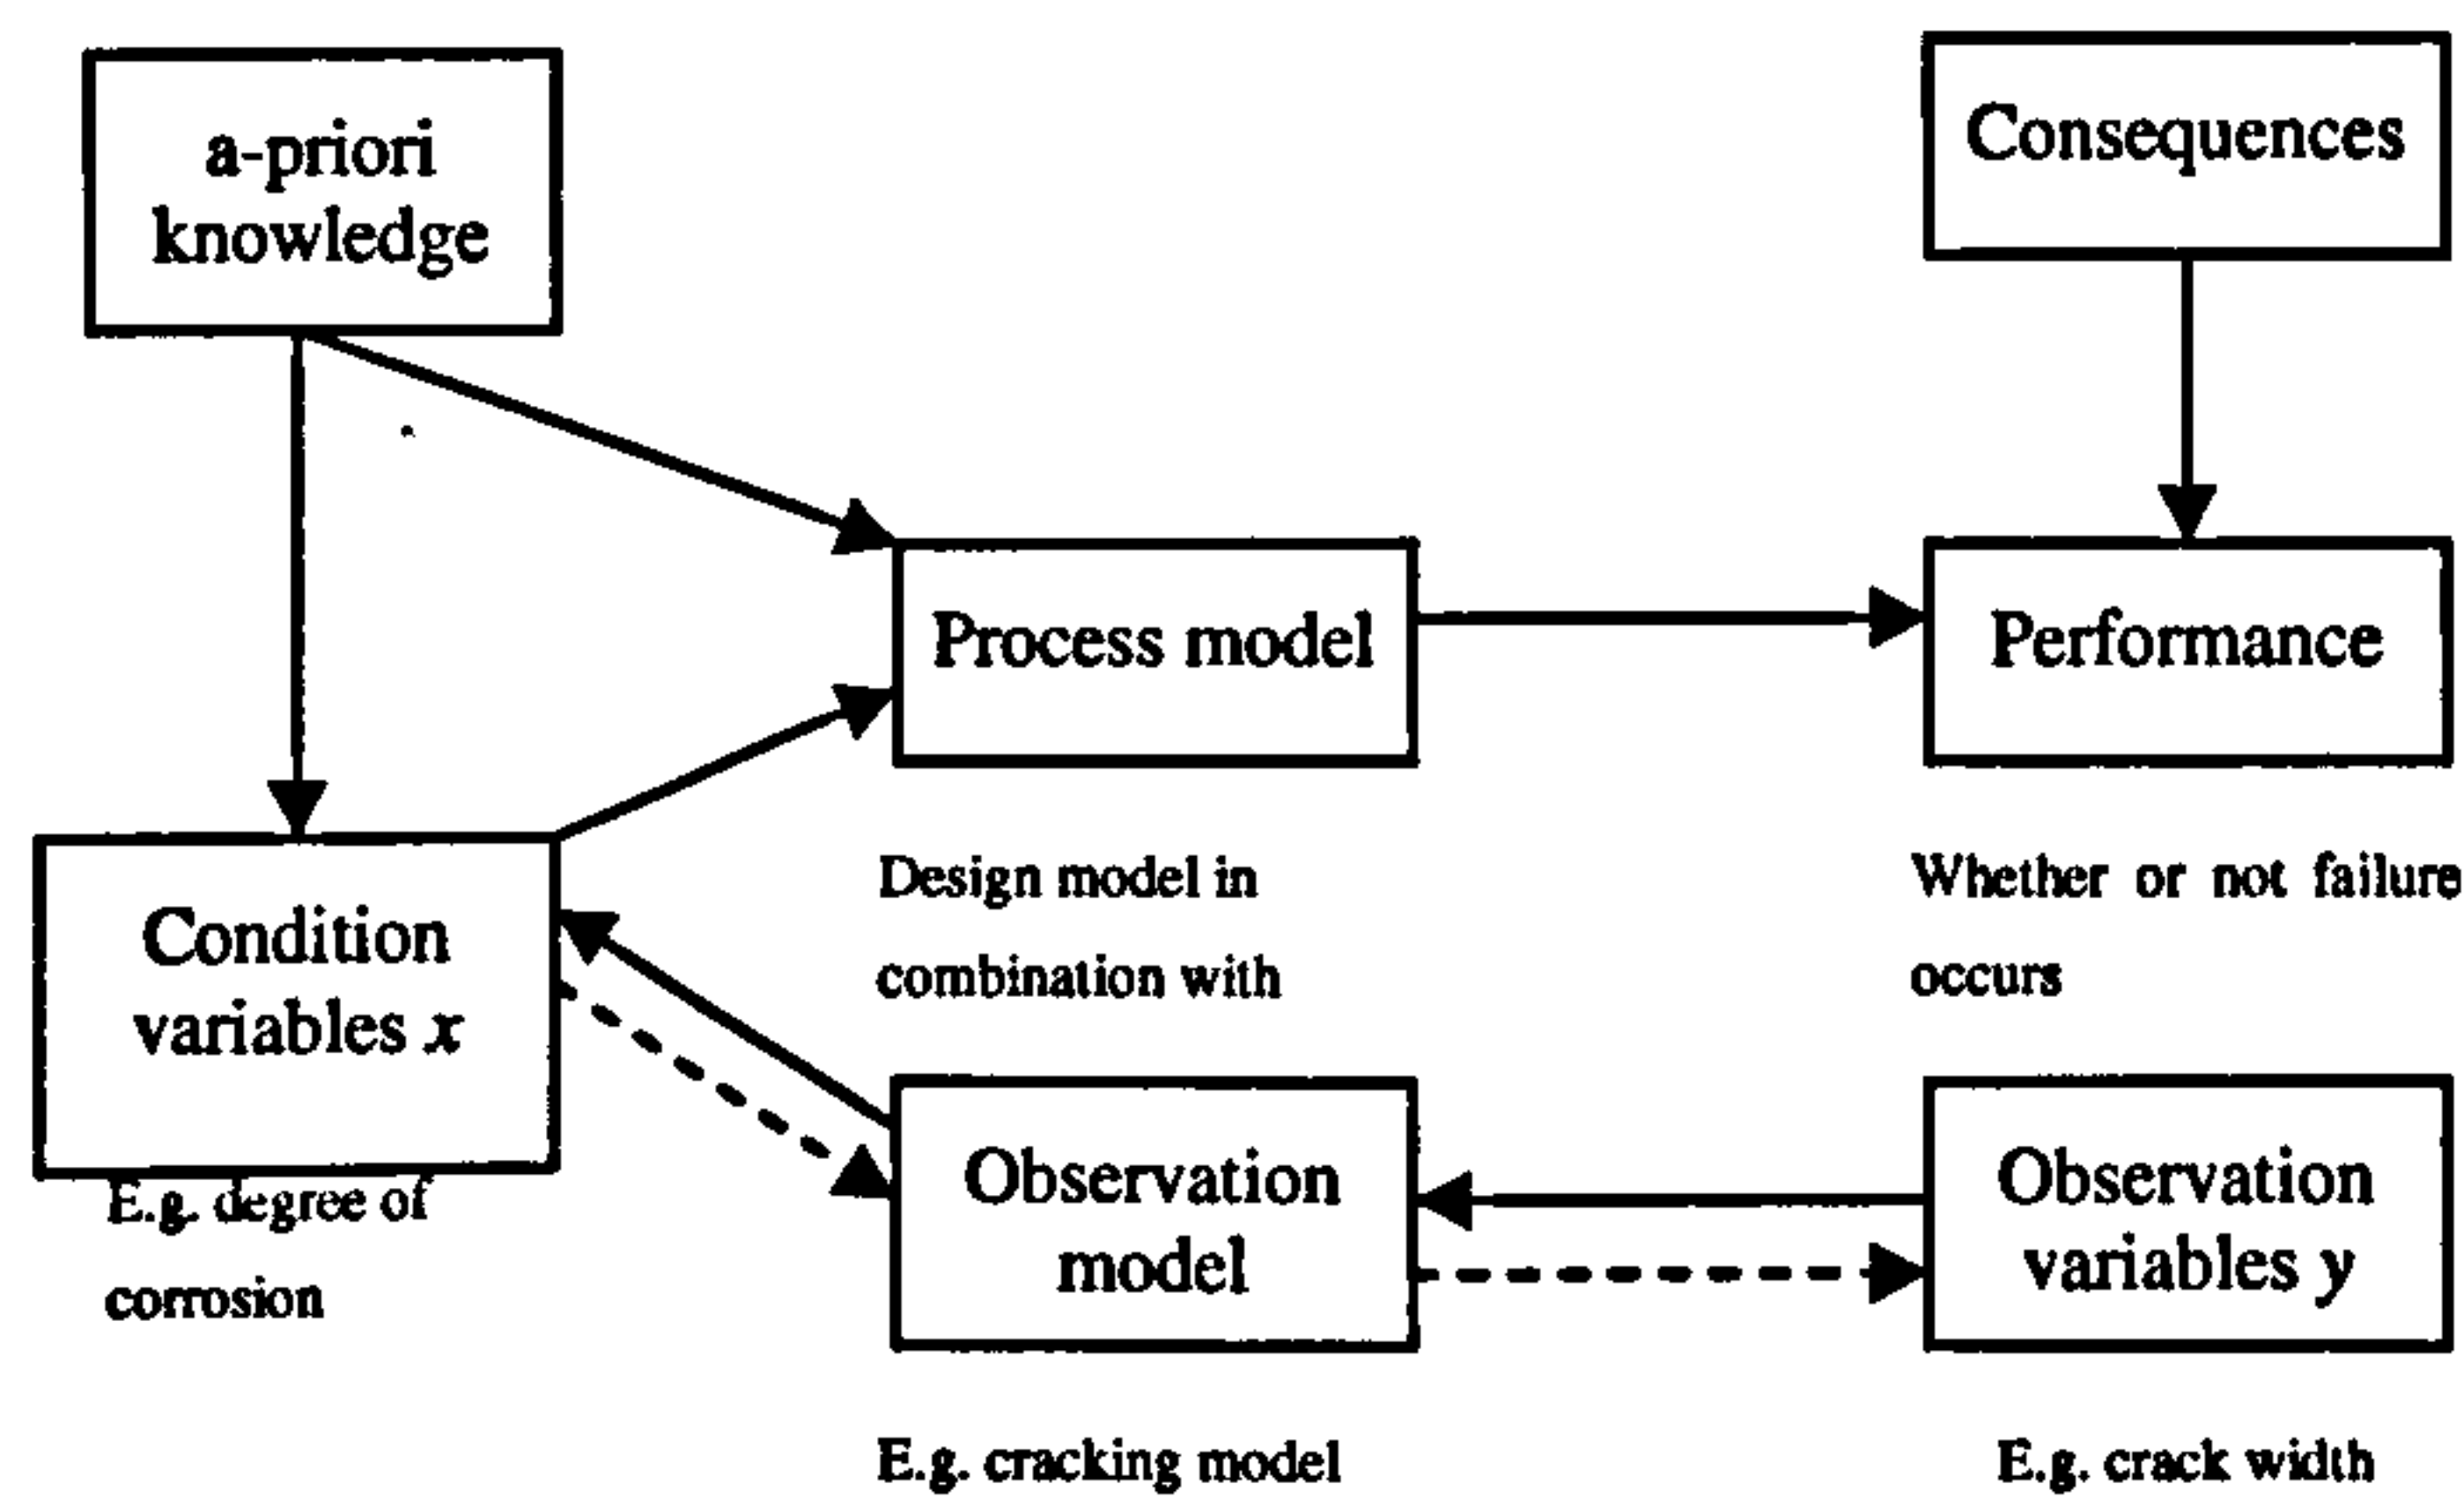 a-priori
knowledge
Consequences
Process model
Performance
Condition
variables x
Design model in
combination with
Whether or not failure
occurs
E.g. degree of
corrosion
Observation
model
Observation
variables y
E.g. cracking model
E.g. crack width